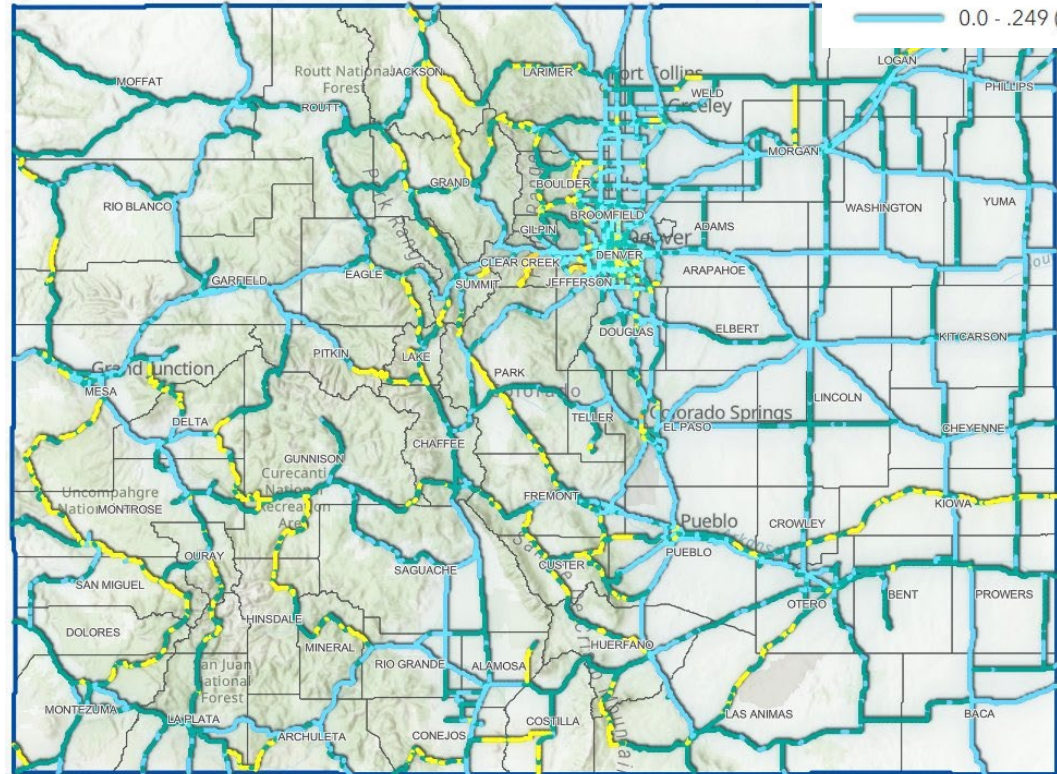 0.0 - .249 (
LOGAN
MOFFAT
Routt National
Forest
JACKSON
LARIMER
Fort Collins
WELD
Greeley
PHILLIPS
ROUTT
MORGAN
GRAND
BOULDER
RIO BLANCO
BROOMFIELD
WASHINGTON
YUMA
GILPIN
ADAMS
Park Range
CLEAR CREEK
DENVER
ARAPAHOE
EAGLE
GARFIELD
SUMMIT
JEFFERSON
DOUGLAS
ELBERT
KIT CARSON
PITKIN
LAKE
Grand Junction
PARK
MESA
Colorado
TELLER
Colorado Springs
LINCOLN
DELTA
EL PASO
CHEYENNE
CHAFFEE
GUNNISON
Curecanti
National
Recreation
Area
Uncompahgre
National
MONTROSE
FREMONT
KIOWA
Pueblo
CROWLEY
OURAY
PUEBLO
SAGUACHE
CUSTER
SAN MIGUEL
OTERO
BENT
PROWERS
HINSDALE
DOLORES
MINERAL
HUERFANO
RIO GRANDE
ALAMOSA
San Juan
National
Forest
MONTEZUMA
LA PLATA
COSTILLA
LAS ANIMAS
BACA
ARCHULETA
CONEJOS